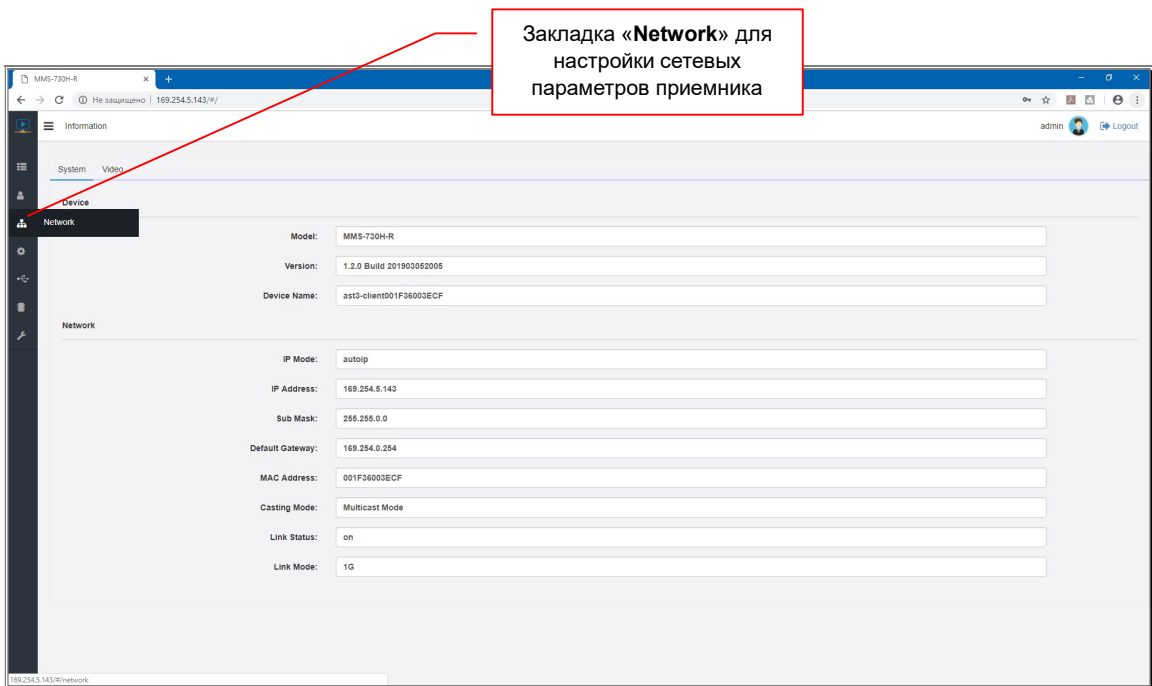 Закладка «Network» для
настройки сетевых
параметров приемника
MMS-730H-R
Не защищено | 169.254.5.143/#/
Information
admin
Logout
System Video
Device
Network
Model: MMS-730H-R
Version: 1.2.0 Build 201903052005
Device Name: ast3-client001F36003ECF
Network
IP Mode: autoip
IP Address: 169.254.5.143
Sub Mask: 255.255.0.0
Default Gateway: 169.254.0.254
MAC Address: 001F36003ECF
Casting Mode: Multicast Mode
Link Status: on
Link Mode: 1G
169.254.5.143/#/network